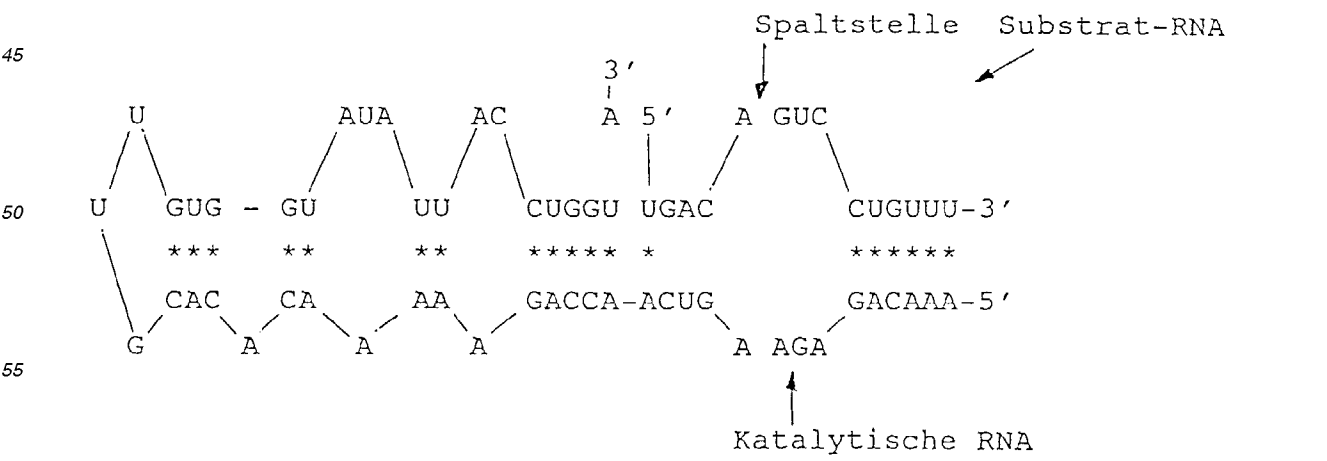 Spaltstelle Substrat-RNA
45
3'
U AUA AC A 5' A GUC
50 U GUG - GU UU CUGGU UGAC CUGUUU-3'
*** ** ** ***** * ******
CAC CA AA GACCA-ACUG GACAAA-5'
G A A A A AGA
55
Katalytische RNA